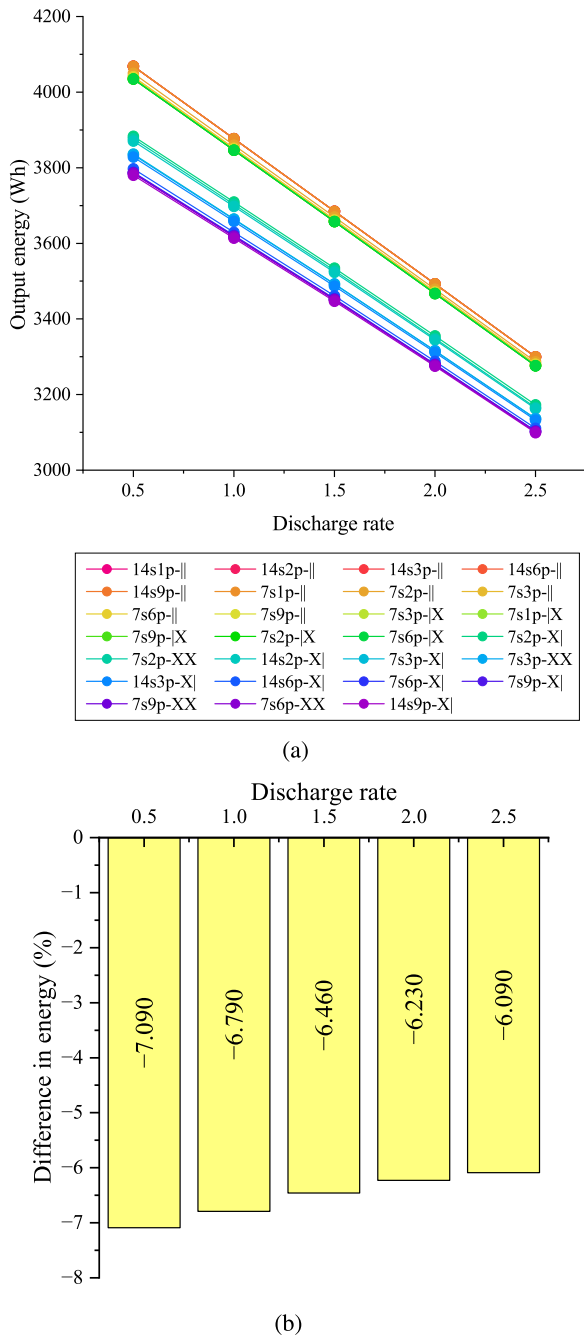 4200
4000
3800
3600
3400
3200
3000
Output energy (Wh)
0.5 1.0 1.5 2.0 2.5
Discharge rate
14s1p-|| 14s2p-|| 14s3p-|| 14s6p-||
14s9p-|| 7s1p-|| 7s2p-|| 7s3p-||
7s6p-|| 7s9p-|| 7s3p-|X 7s1p-|X
7s9p-|X 7s2p-|X 7s6p-|X 7s2p-X|
7s2p-XX 14s2p-X| 7s3p-X| 7s3p-XX
14s3p-X| 14s6p-X| 7s6p-X| 7s9p-X|
7s9p-XX 7s6p-XX 14s9p-X|
(a)
Discharge rate
0.5 1.0 1.5 2.0 2.5
0
−1
−2
−3
−4
−5
−6
−7
−8
Difference in energy (%)
−7.090
−6.790
−6.460
−6.230
−6.090
(b)